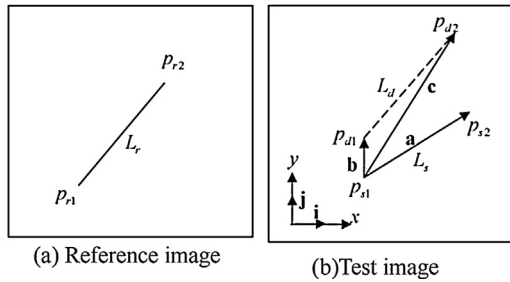 p_r2
L_r
p_r1
(a) Reference image
p_d2
L_d
c
p_d1
p_s2
a
b
L_s
p_s1
y
j
i
x
(b)Test image